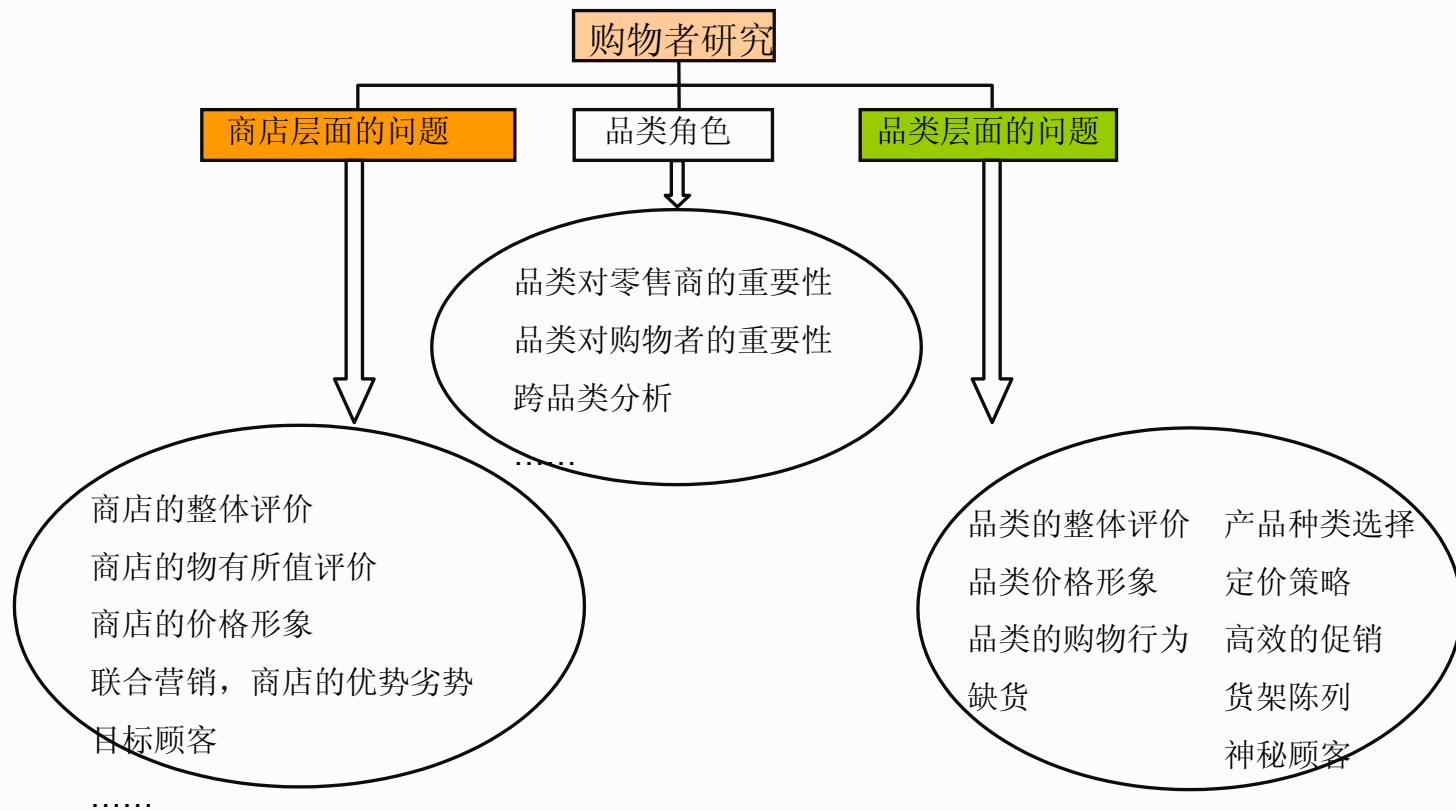 购物者研究
商店层面的问题
品类角色
品类层面的问题
品类对零售商的重要性
品类对购物者的重要性
跨品类分析
……
商店的整体评价
商店的物有所值评价
商店的价格形象
联合营销，商店的优势劣势
目标顾客
……
品类的整体评价 产品种类选择
品类价格形象 定价策略
品类的购物行为 高效的促销
缺货 货架陈列
神秘顾客